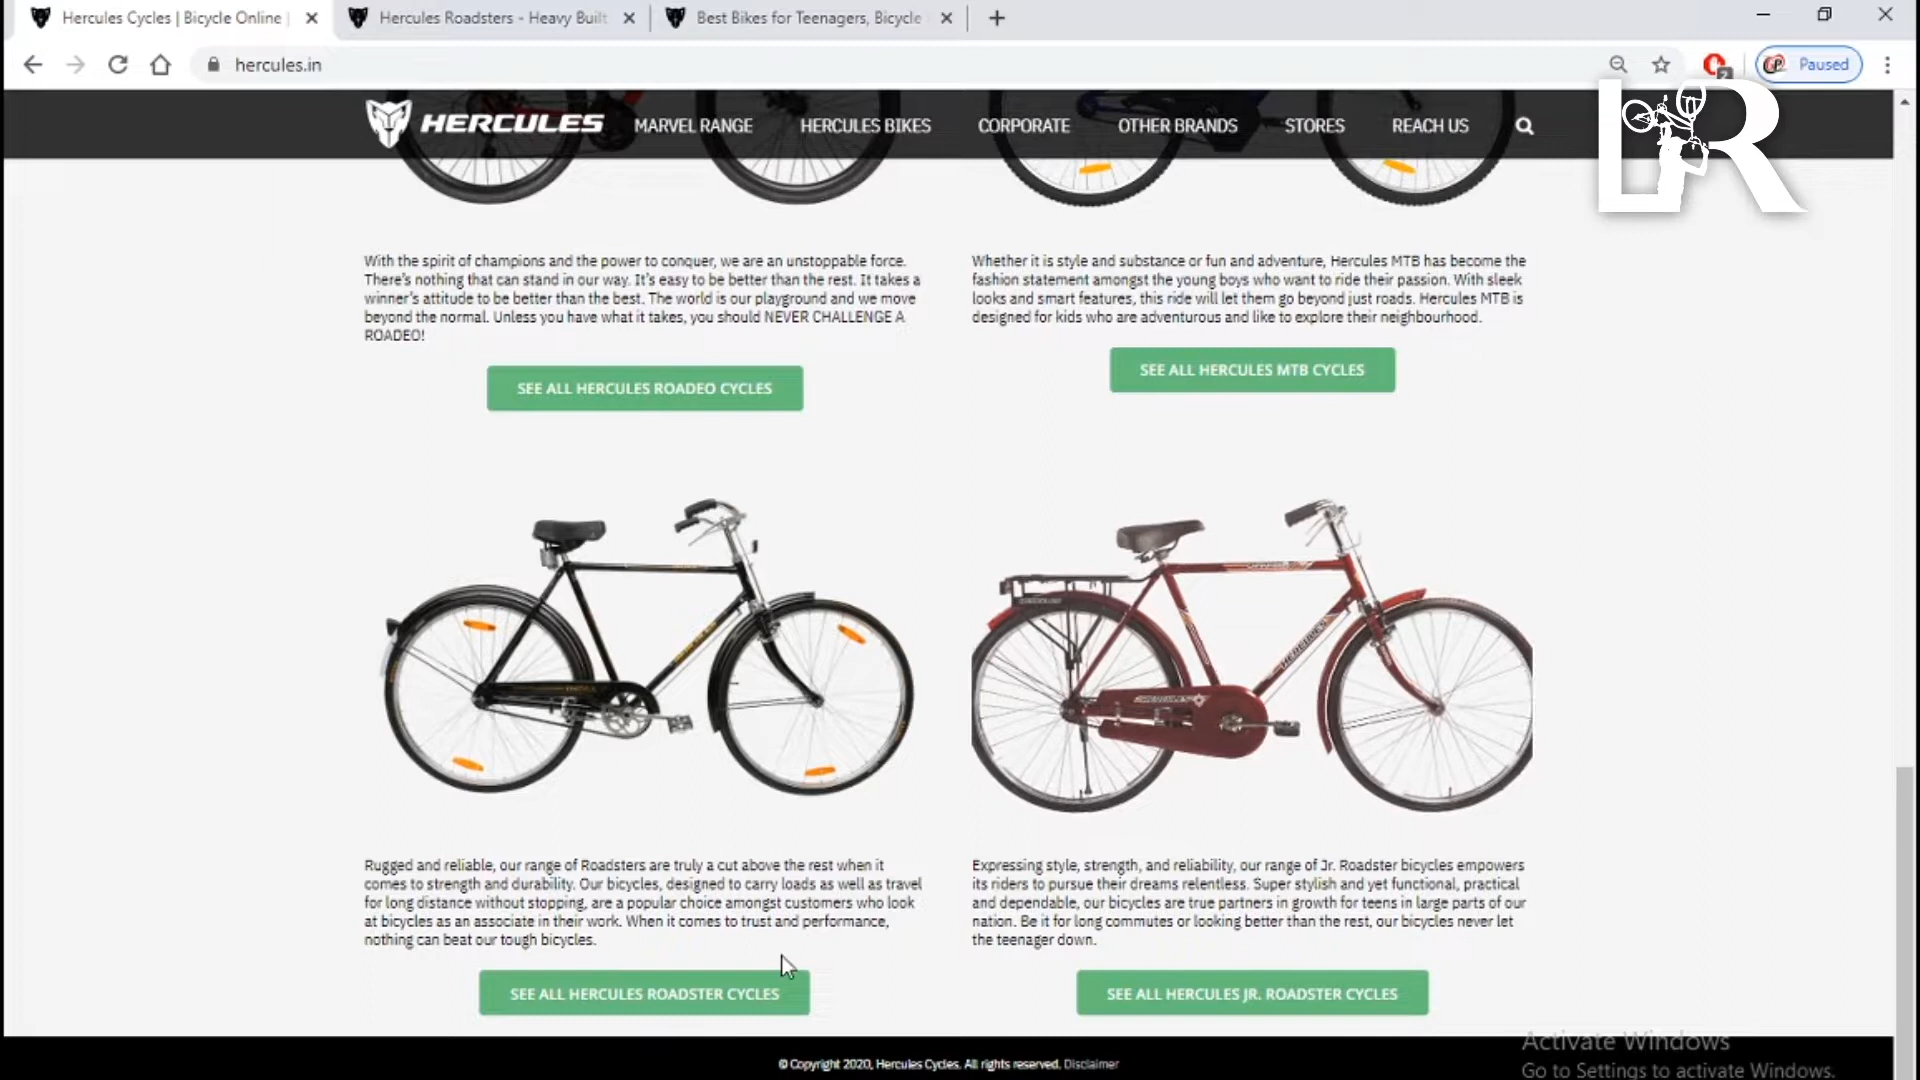 Hercules Cycles | Bicycle Online |
Hercules Roadsters - Heavy Built
Best Bikes for Teenagers, Bicycle
hercules.in
Paused
HERCULES
MARVEL RANGE
HERCULES BIKES
CORPORATE
OTHER BRANDS
STORES
REACH US
LR
With the spirit of champions and the power to conquer, we are an unstoppable force.
There's nothing that can stand in our way. It's easy to be better than the rest. It takes a
winner's attitude to be better than the best. The world is our playground and we move
beyond the normal. Unless you have what it takes, you should NEVER CHALLENGE A
ROADEO!
SEE ALL HERCULES ROADEO CYCLES
Whether it is style and substance or fun and adventure, Hercules MTB has become the
fashion statement amongst the young boys who want to ride their passion. With sleek
looks and smart features, this ride will let them go beyond just roads. Hercules MTB is
designed for kids who are adventurous and like to explore their neighbourhood.
SEE ALL HERCULES MTB CYCLES
Rugged and reliable, our range of Roadsters are truly a cut above the rest when it
comes to strength and durability. Our bicycles, designed to carry loads as well as travel
for long distance without stopping, are a popular choice amongst customers who look
at bicycles as an associate in their work. When it comes to trust and performance,
nothing can beat our tough bicycles.
SEE ALL HERCULES ROADSTER CYCLES
Expressing style, strength, and reliability, our range of Jr. Roadster bicycles empowers
its riders to pursue their dreams relentless. Super stylish and yet functional, practical
and dependable, our bicycles are true partners in growth for teens in large parts of our
nation. Be it for long commutes or looking better than the rest, our bicycles never let
the teenager down.
SEE ALL HERCULES JR. ROADSTER CYCLES
© Copyright 2020, Hercules Cycles. All rights reserved. Disclaimer
Activate Windows
Go to Settings to activate Windows.